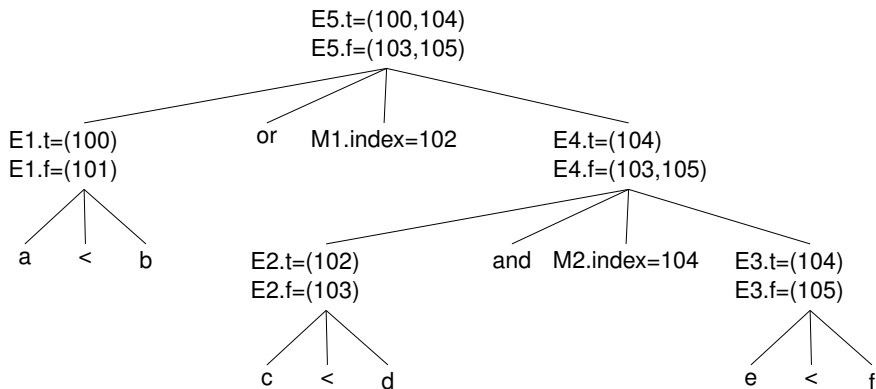 E5.t=(100,104)
E5.f=(103,105)
E1.t=(100)
E1.f=(101)
or
M1.index=102
E4.t=(104)
E4.f=(103,105)
a < b
E2.t=(102)
E2.f=(103)
and
M2.index=104
E3.t=(104)
E3.f=(105)
c < d
e < f